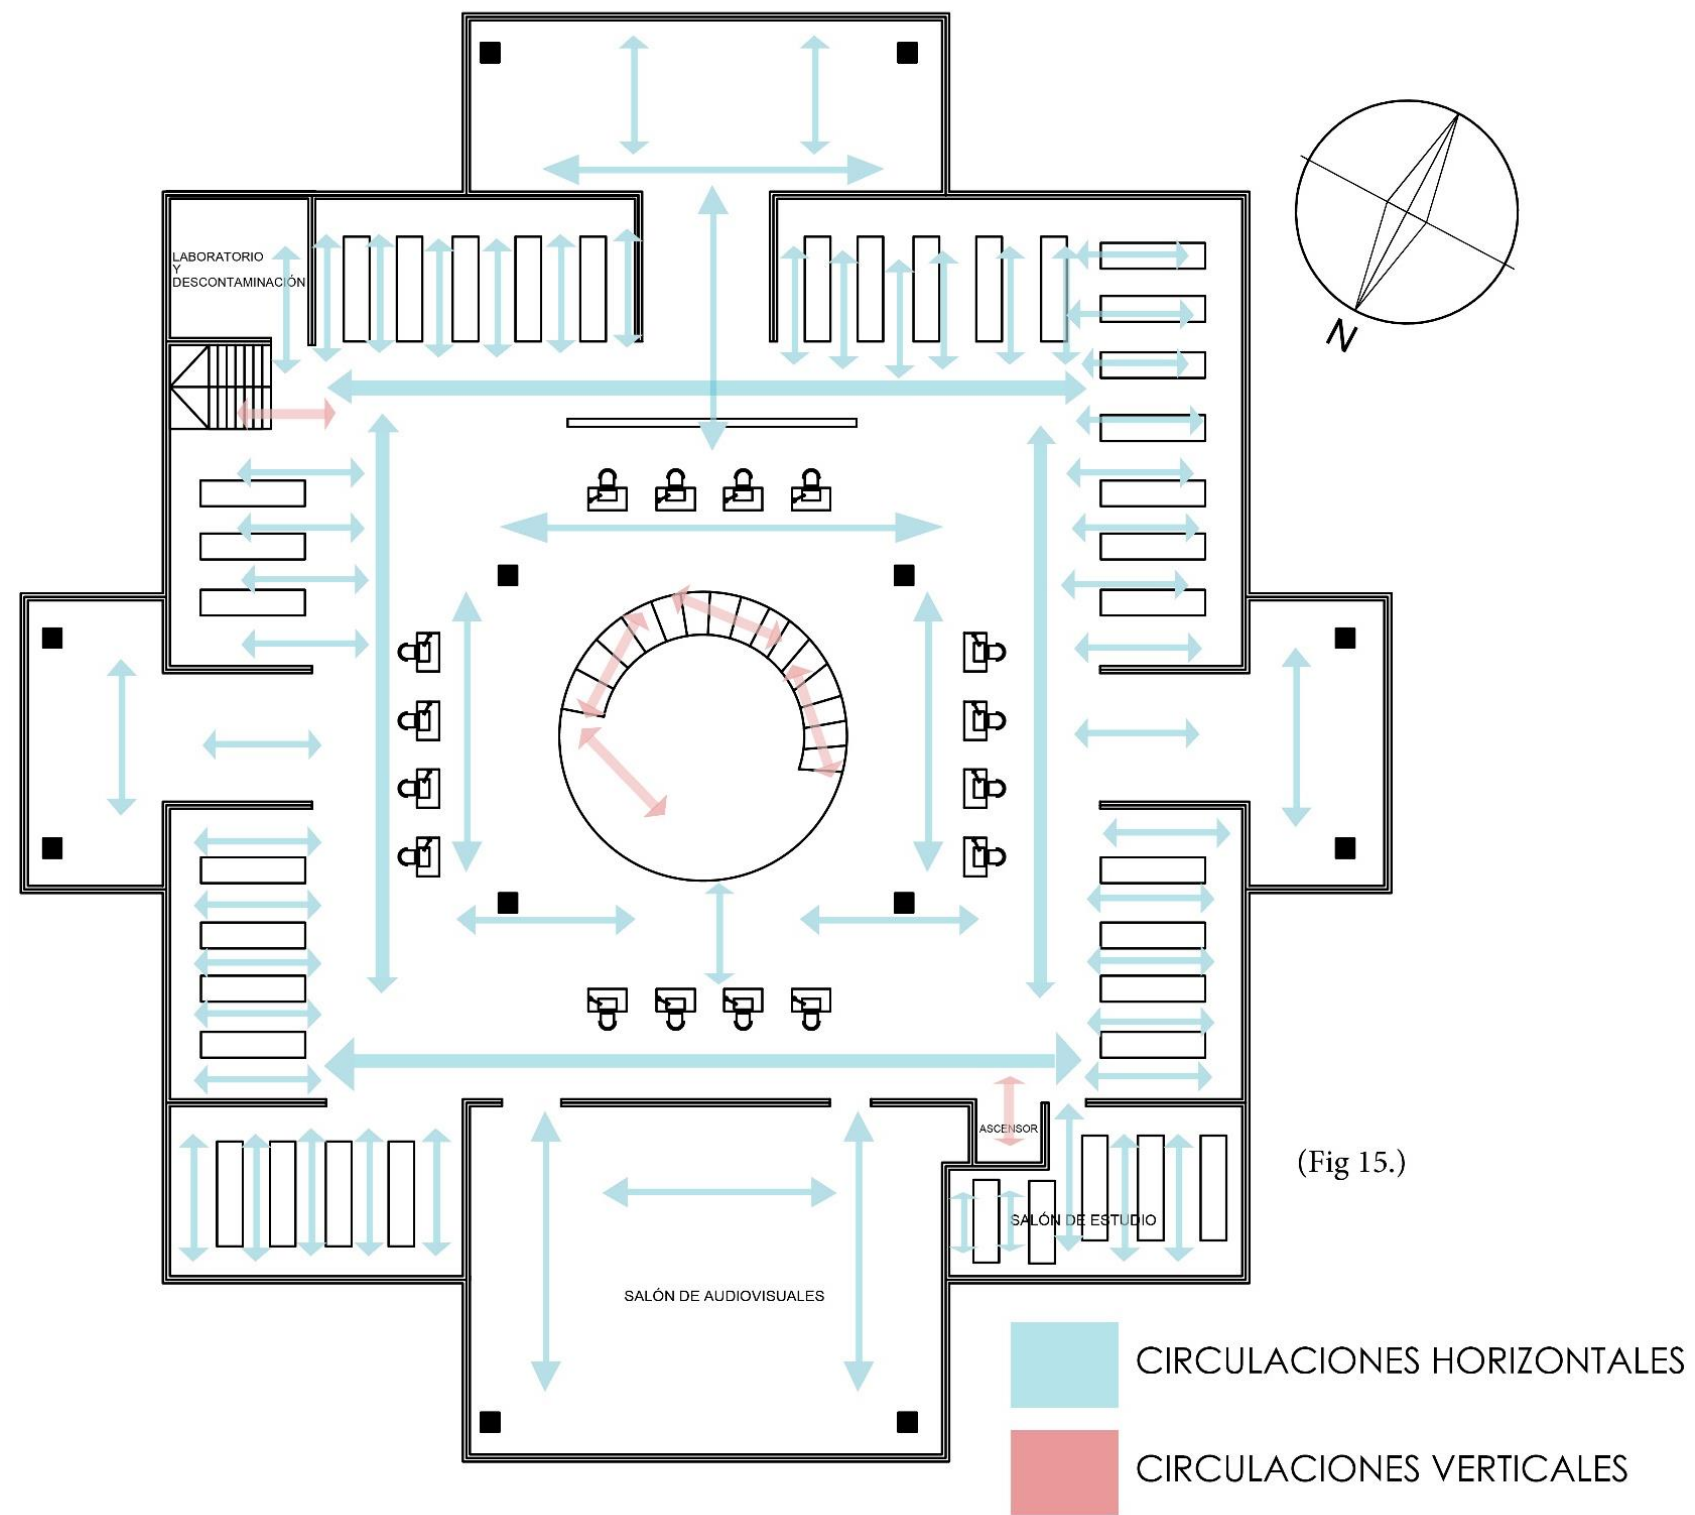 LABORATORIO
Y
DESCONTAMINACIÓN
N
ASCENSOR
(Fig 15.)
SALÓN DE ESTUDIO
SALÓN DE AUDIOVISUALES
CIRCULACIONES HORIZONTALES
CIRCULACIONES VERTICALES